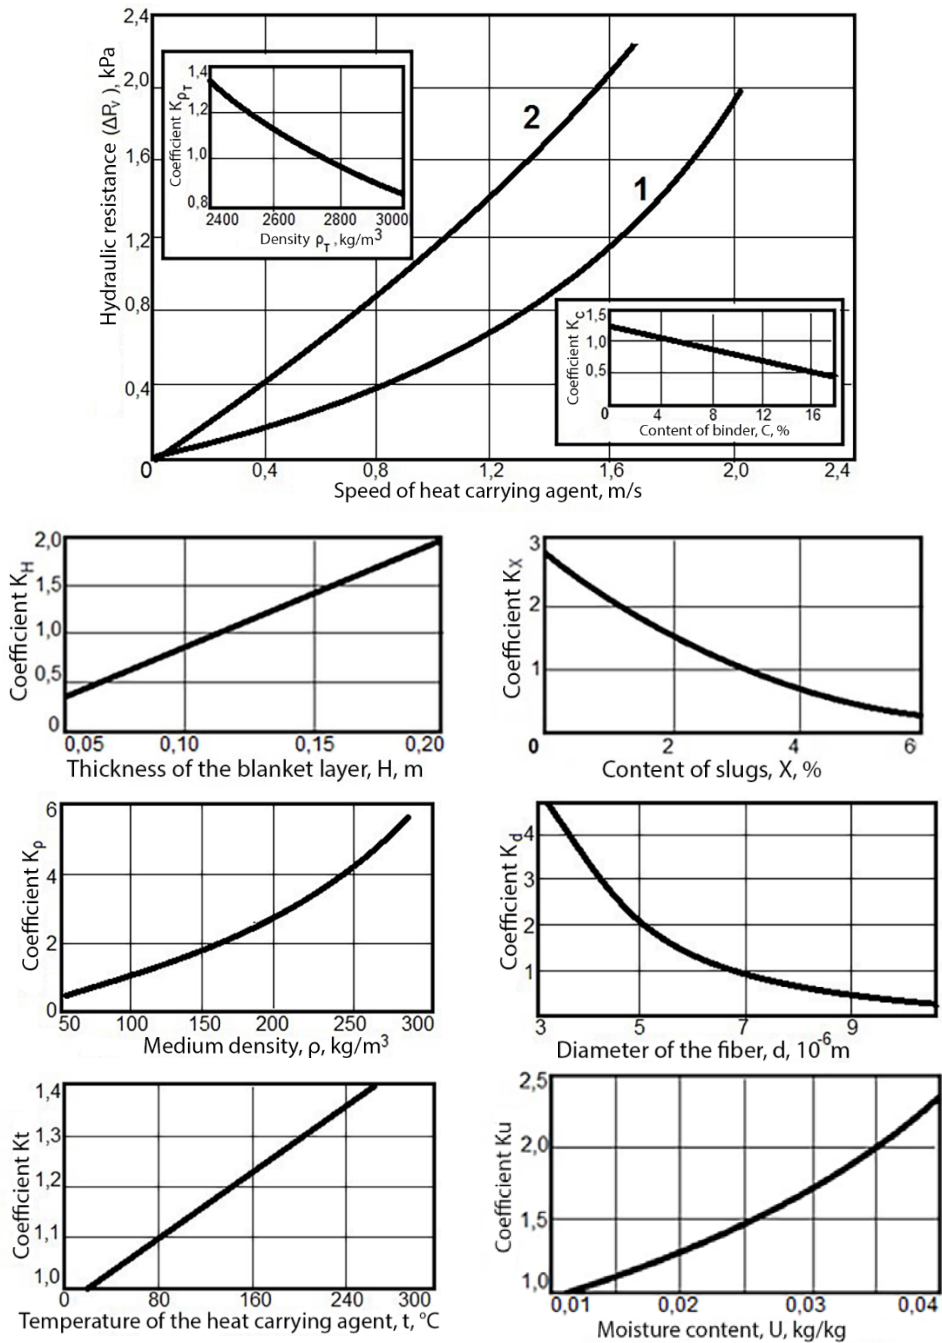 2,4
2,0
1,6
1,2
0,8
0,4
0
Hydraulic resistance (ΔPᵥ), kPa
0,4
0,8
1,2
1,6
2,0
2,4
Speed of heat carrying agent, m/s
2
1
Coefficient KρT
1,4
1,2
1,0
0,8
2400 2600 2800 3000
Density ρT, kg/m³
Coefficient KC
1,5
1,0
0,5
0 4 8 12 16
Content of binder, C, %
Coefficient KH
2,0
1,5
1,0
0,5
0
0,05 0,10 0,15 0,20
Thickness of the blanket layer, H, m
Coefficient KX
3
2
1
0 2 4 6
Content of slugs, X, %
Coefficient Kρ
6
4
2
0
50 100 150 200 250 300
Medium density, ρ, kg/m³
Coefficient Kd
4
3
2
1
3 5 7 9
Diameter of the fiber, d, 10⁻⁶m
Coefficient Kt
1,4
1,3
1,2
1,1
1,0
0 80 160 240 300
Temperature of the heat carrying agent, t, °C
Coefficient Ku
2,5
2,0
1,5
1,0
0,01 0,02 0,03 0,04
Moisture content, U, kg/kg